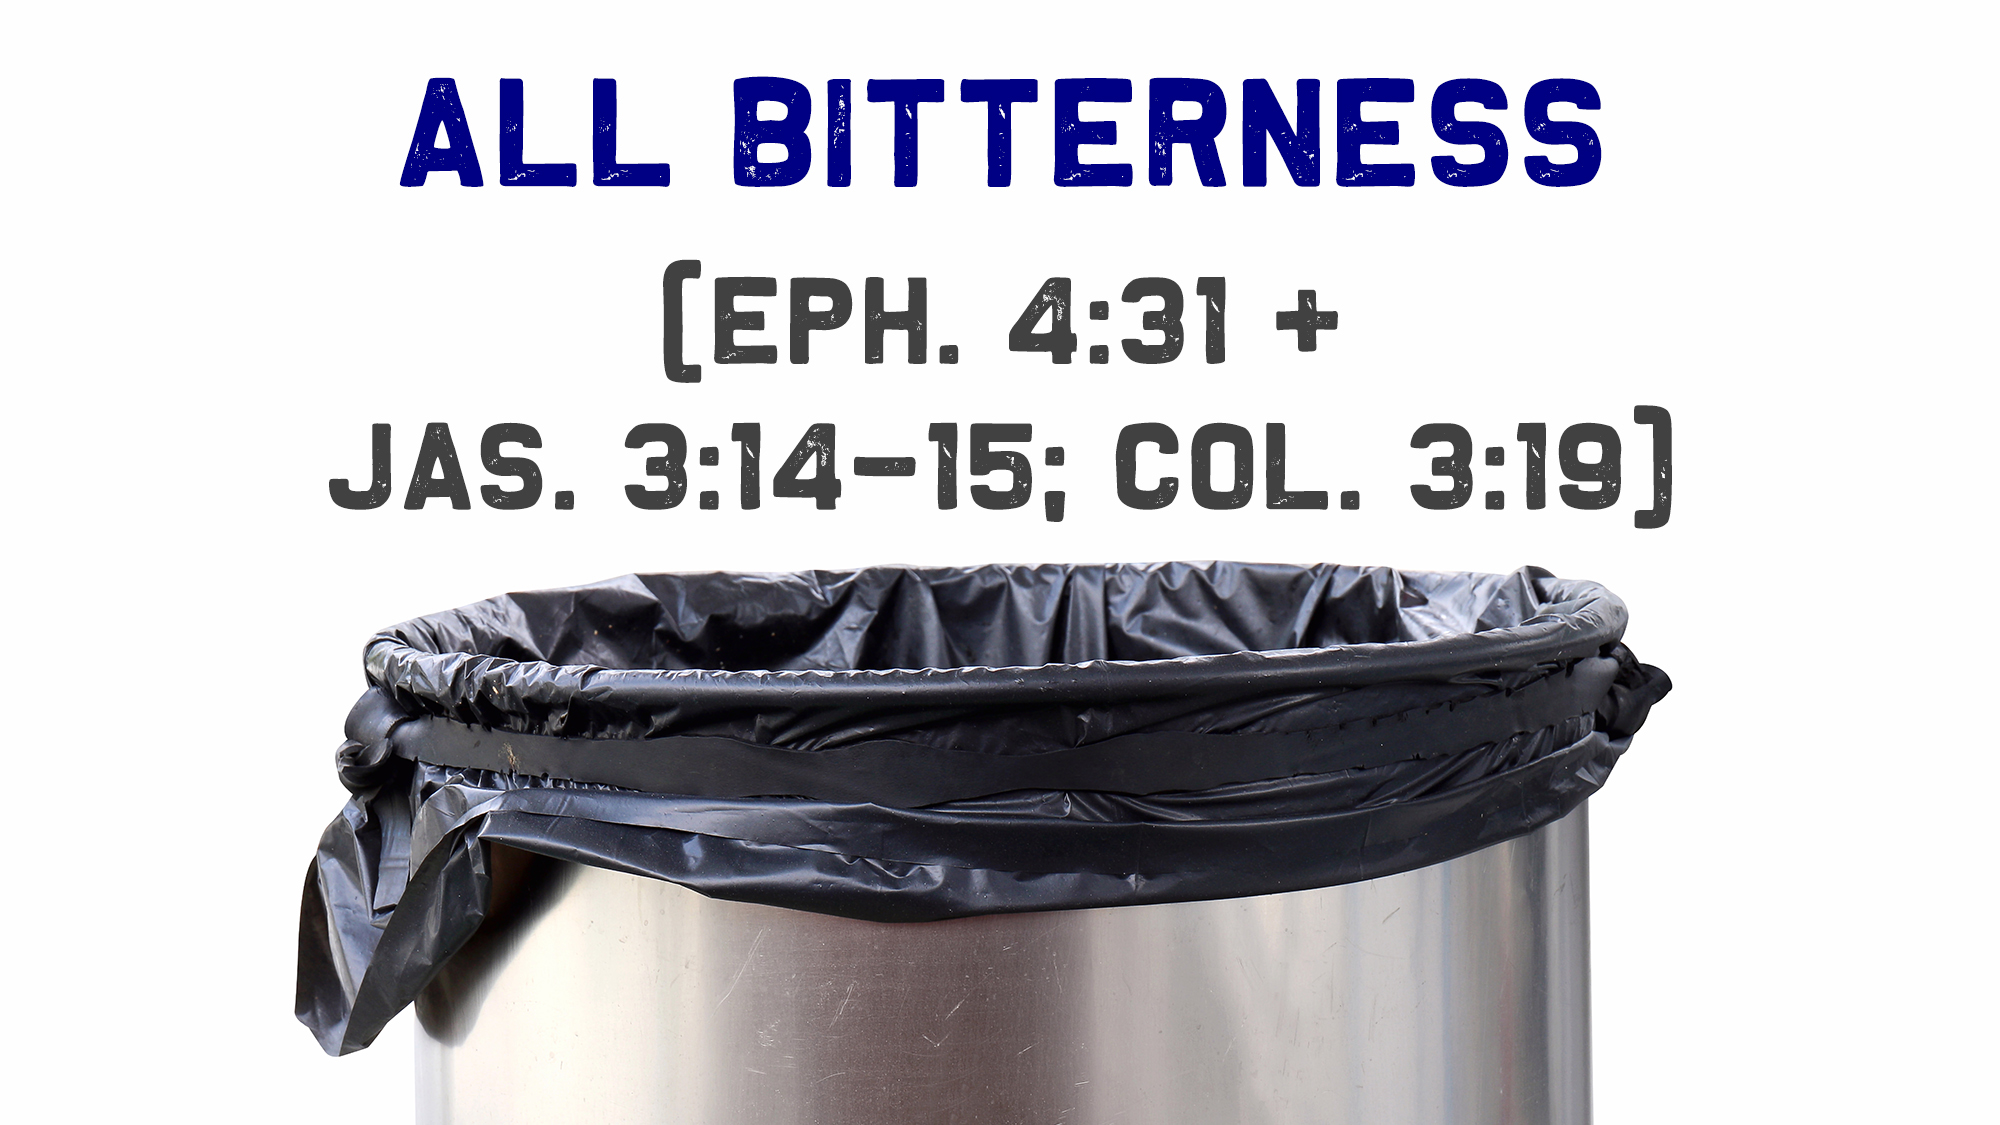 ALL BITTERNESS
[EPH. 4:31 +
JAS. 3:14-15; COL. 3:19]